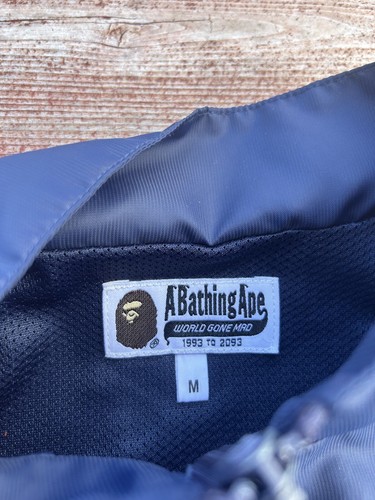 A Bathing Ape
WORLD GONE MAD
1993 TO 2093
M